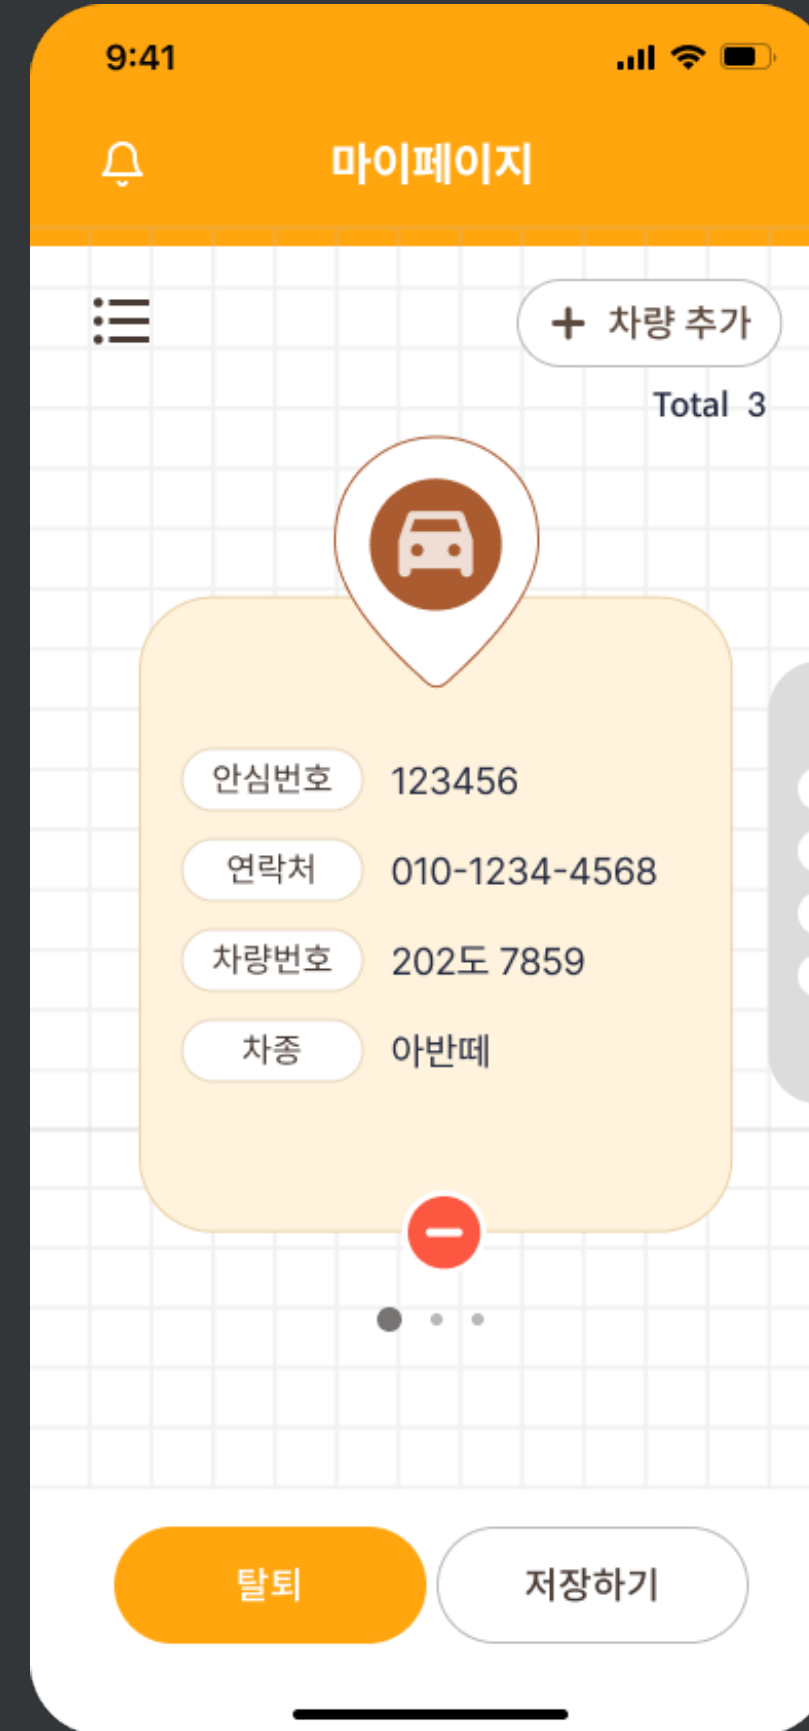 9:41
마이페이지
+ 차량 추가
Total 3
안심번호 123456
연락처 010-1234-4568
차량번호 202도 7859
차종 아반떼
탈퇴 저장하기